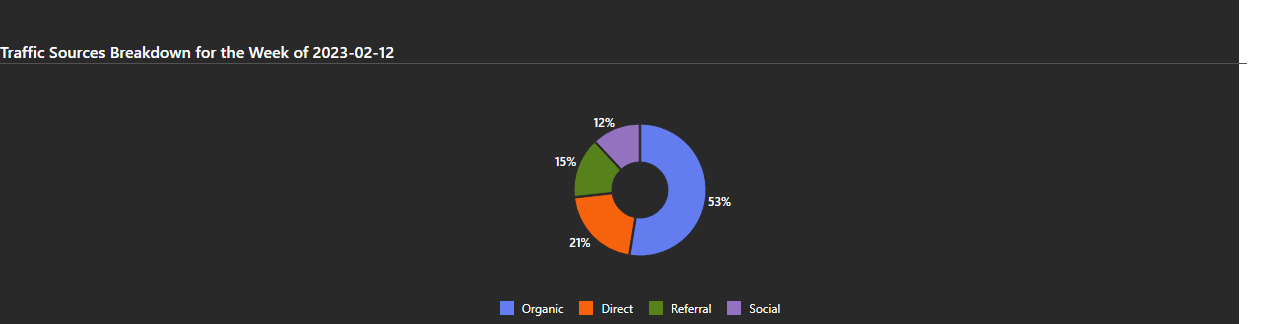 Traffic Sources Breakdown for the Week of 2023-02-12
12%
15%
53%
21%
Organic Direct Referral Social